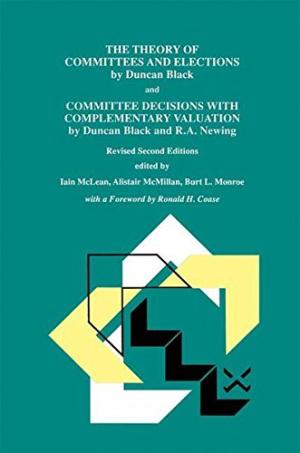 THE THEORY OF
COMMITTEES AND ELECTIONS
by Duncan Black
and
COMMITTEE DECISIONS WITH
COMPLEMENTARY VALUATION
by Duncan Black and R.A. Newing
Revised Second Editions
edited by
Iain McLean, Alistair McMillan, Burt L. Monroe
with a Foreword by Ronald H. Coase